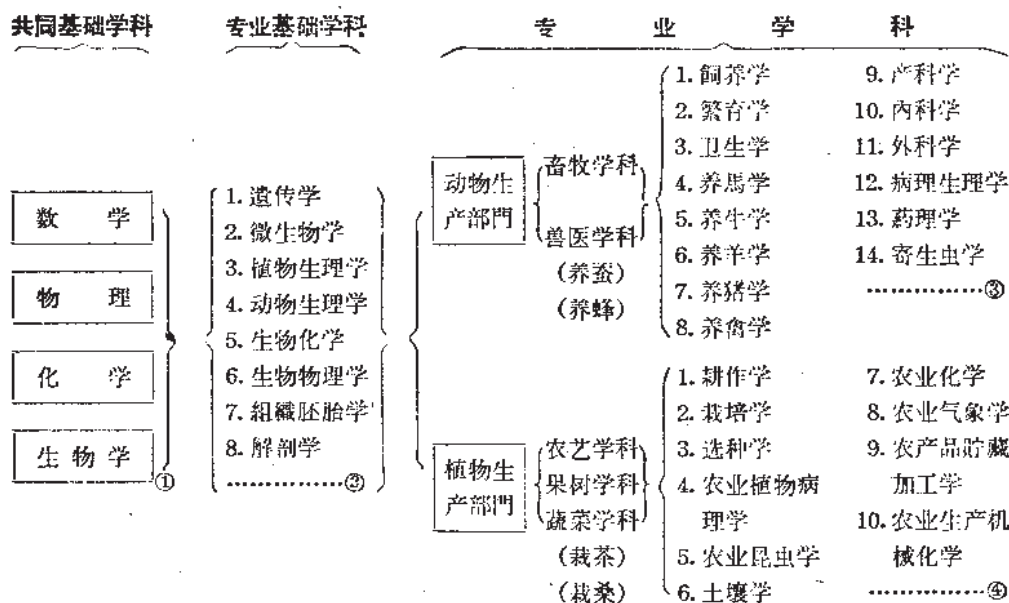 共同基础学科 专业基础学科 专业学科
数学
物理
化学
生物学①
1. 遺传学
2. 微生物学
3. 植物生理学
4. 动物生理学
5. 生物化学
6. 生物物理学
7. 組織胚胎学
8. 解剖学
……………②
动物生
产部門
畜牧学科
兽医学科
(养蚕)
(养蜂)
1. 飼养学
2. 繁育学
3. 卫生学
4. 养馬学
5. 养牛学
6. 养羊学
7. 养猪学
8. 养禽学
9. 产科学
10. 內科学
11. 外科学
12. 病理生理学
13. 药理学
14. 寄生虫学
……………③
植物生
产部門
农艺学科
果树学科
蔬菜学科
(栽茶)
(栽桑)
1. 耕作学
2. 栽培学
3. 选种学
4. 农业植物病
理学
5. 农业昆虫学
6. 土壤学
7. 农业化学
8. 农业气象学
9. 农产品貯藏
加工学
10. 农业生产机
械化学
……………④